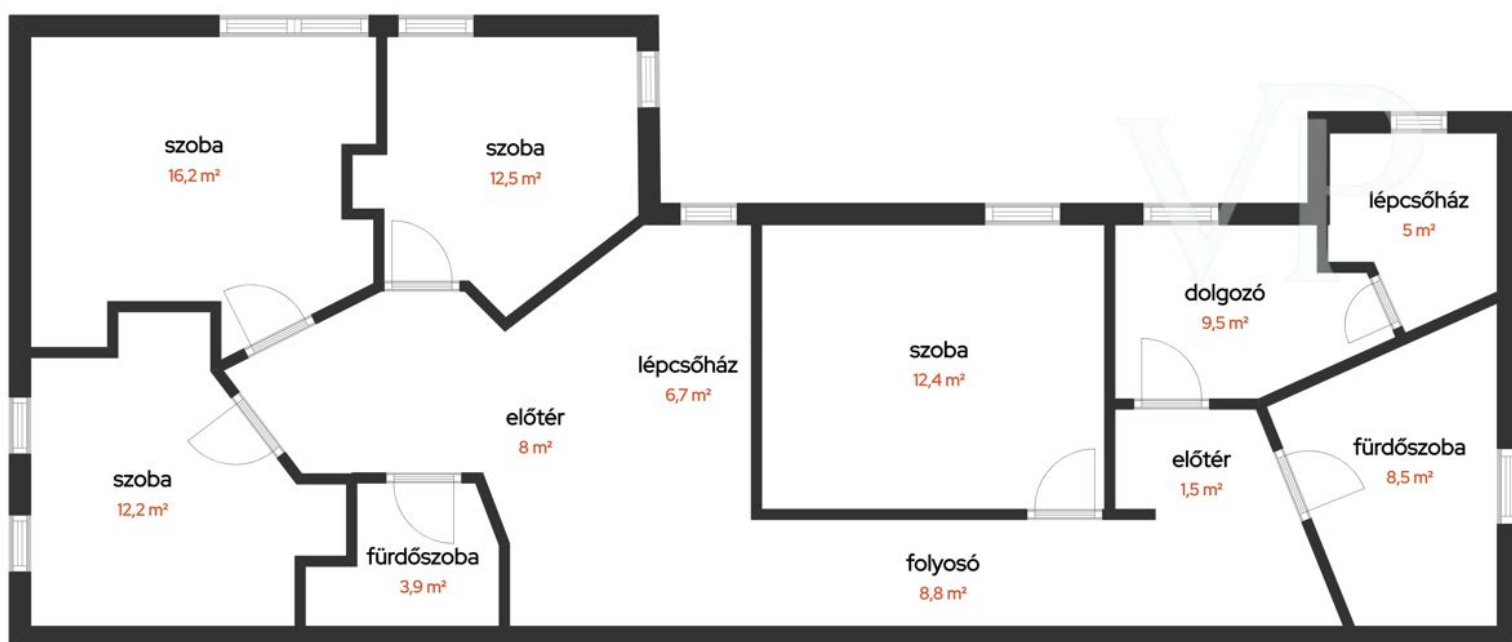 szoba
16,2 m²
szoba
12,5 m²
lépcsőház
5 m²
dolgozó
9,5 m²
szoba
12,4 m²
lépcsőház
6,7 m²
előtér
8 m²
fürdőszoba
8,5 m²
előtér
1,5 m²
szoba
12,2 m²
fürdőszoba
3,9 m²
folyosó
8,8 m²
VP